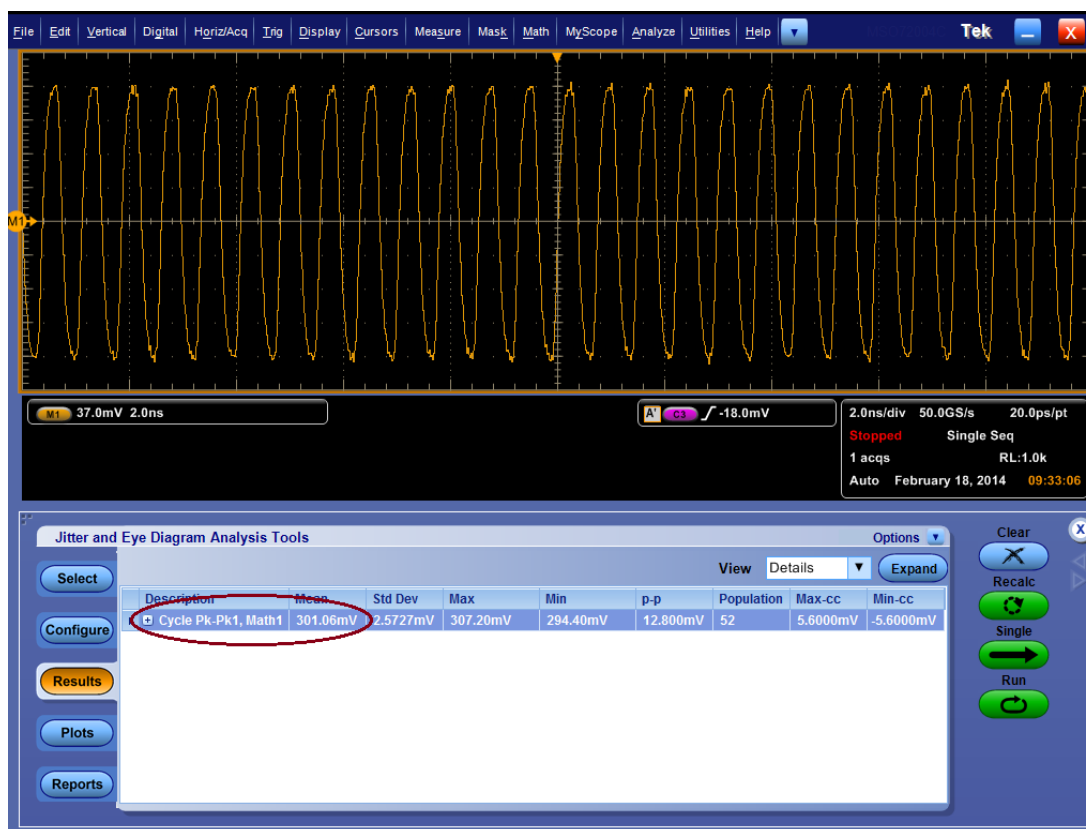 File Edit Vertical Digital Horiz/Acq Trig Display Cursors Measure Mask Math MyScope Analyze Utilities Help Tek X
M1
M1 37.0mV 2.0ns
A' C3 -18.0mV
2.0ns/div 50.0GS/s 20.0ps/pt
Stopped Single Seq
1 acqs RL:1.0k
Auto February 18, 2014 09:33:06
Jitter and Eye Diagram Analysis Tools
Options
X
Clear
Select
View Details Expand
Recalc
Description Mean Std Dev Max Min p-p Population Max-cc Min-cc
Cycle Pk-Pk1, Math1 301.06mV 2.5727mV 307.20mV 294.40mV 12.800mV 52 5.6000mV -5.6000mV
Configure
Single
Results
Run
Plots
Reports